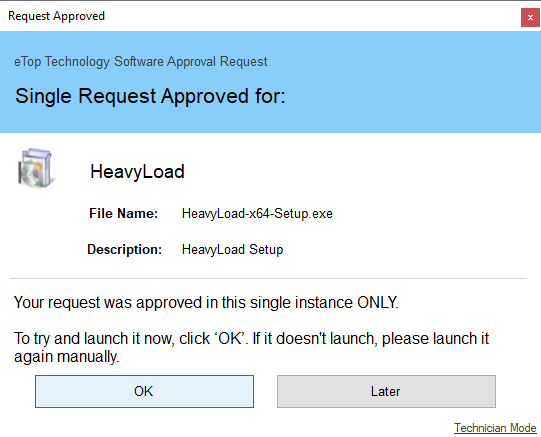 Request Approved
x
eTop Technology Software Approval Request
Single Request Approved for:
HeavyLoad
File Name: HeavyLoad-x64-Setup.exe
Description: HeavyLoad Setup
Your request was approved in this single instance ONLY.
To try and launch it now, click ‘OK’. If it doesn't launch, please launch it
again manually.
OK Later
Technician Mode